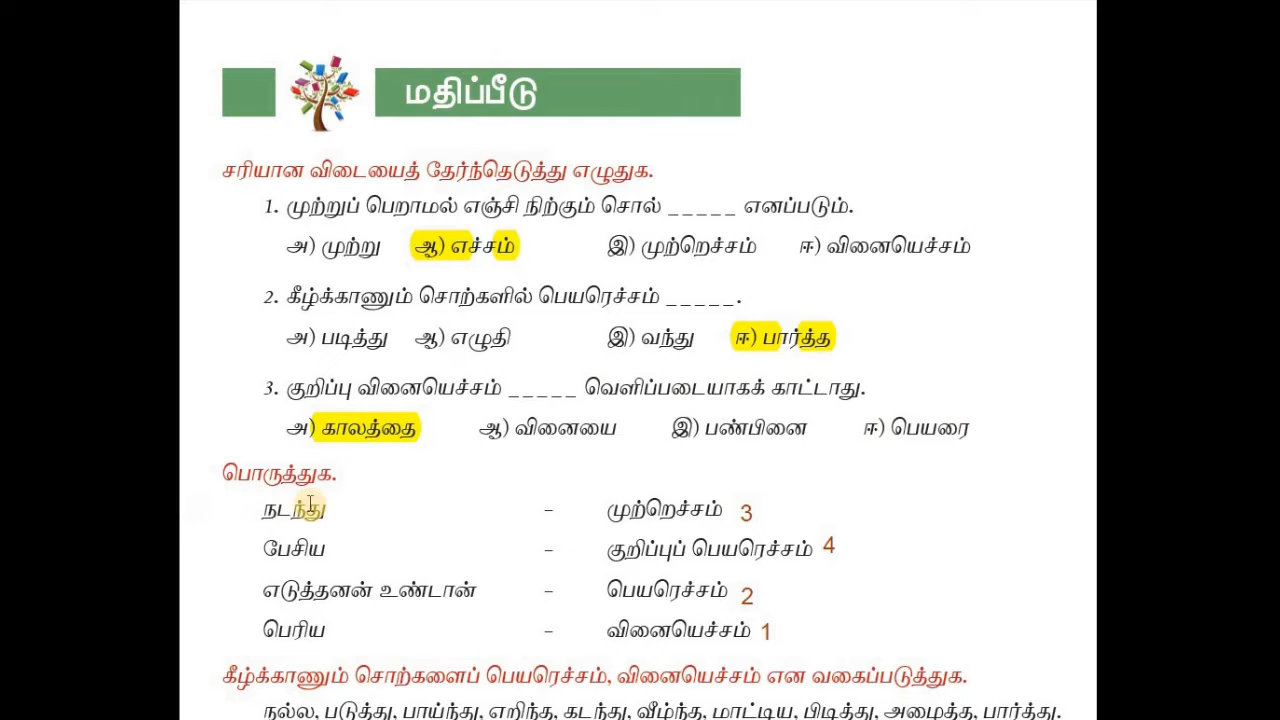 மதிப்பீடு
சரியான விடையைத் தேர்ந்தெடுத்து எழுதுக.
1. முற்றுப் பெறாமல் எஞ்சி நிற்கும் சொல் _____ எனப்படும்.
அ) முற்று ஆ) எச்சம் இ) முற்றெச்சம் ஈ) வினையெச்சம்
2. கீழ்க்காணும் சொற்களில் பெயரெச்சம் _____.
அ) படித்து ஆ) எழுதி இ) வந்து ஈ) பார்த்த
3. குறிப்பு வினையெச்சம் _____ வெளிப்படையாகக் காட்டாது.
அ) காலத்தை ஆ) வினையை இ) பண்பினை ஈ) பெயரை
பொருத்துக.
நடந்து – முற்றெச்சம் 3
பேசிய – குறிப்புப் பெயரெச்சம் 4
எடுத்தனன் உண்டான் – பெயரெச்சம் 2
பெரிய – வினையெச்சம் 1
கீழ்க்காணும் சொற்களைப் பெயரெச்சம், வினையெச்சம் என வகைப்படுத்துக.
நல்ல, படுத்து, பாய்ந்து, எறிந்த, கடந்து, வீழ்ந்த, மாட்டிய, பிடித்து, அழைத்த, பார்த்து.